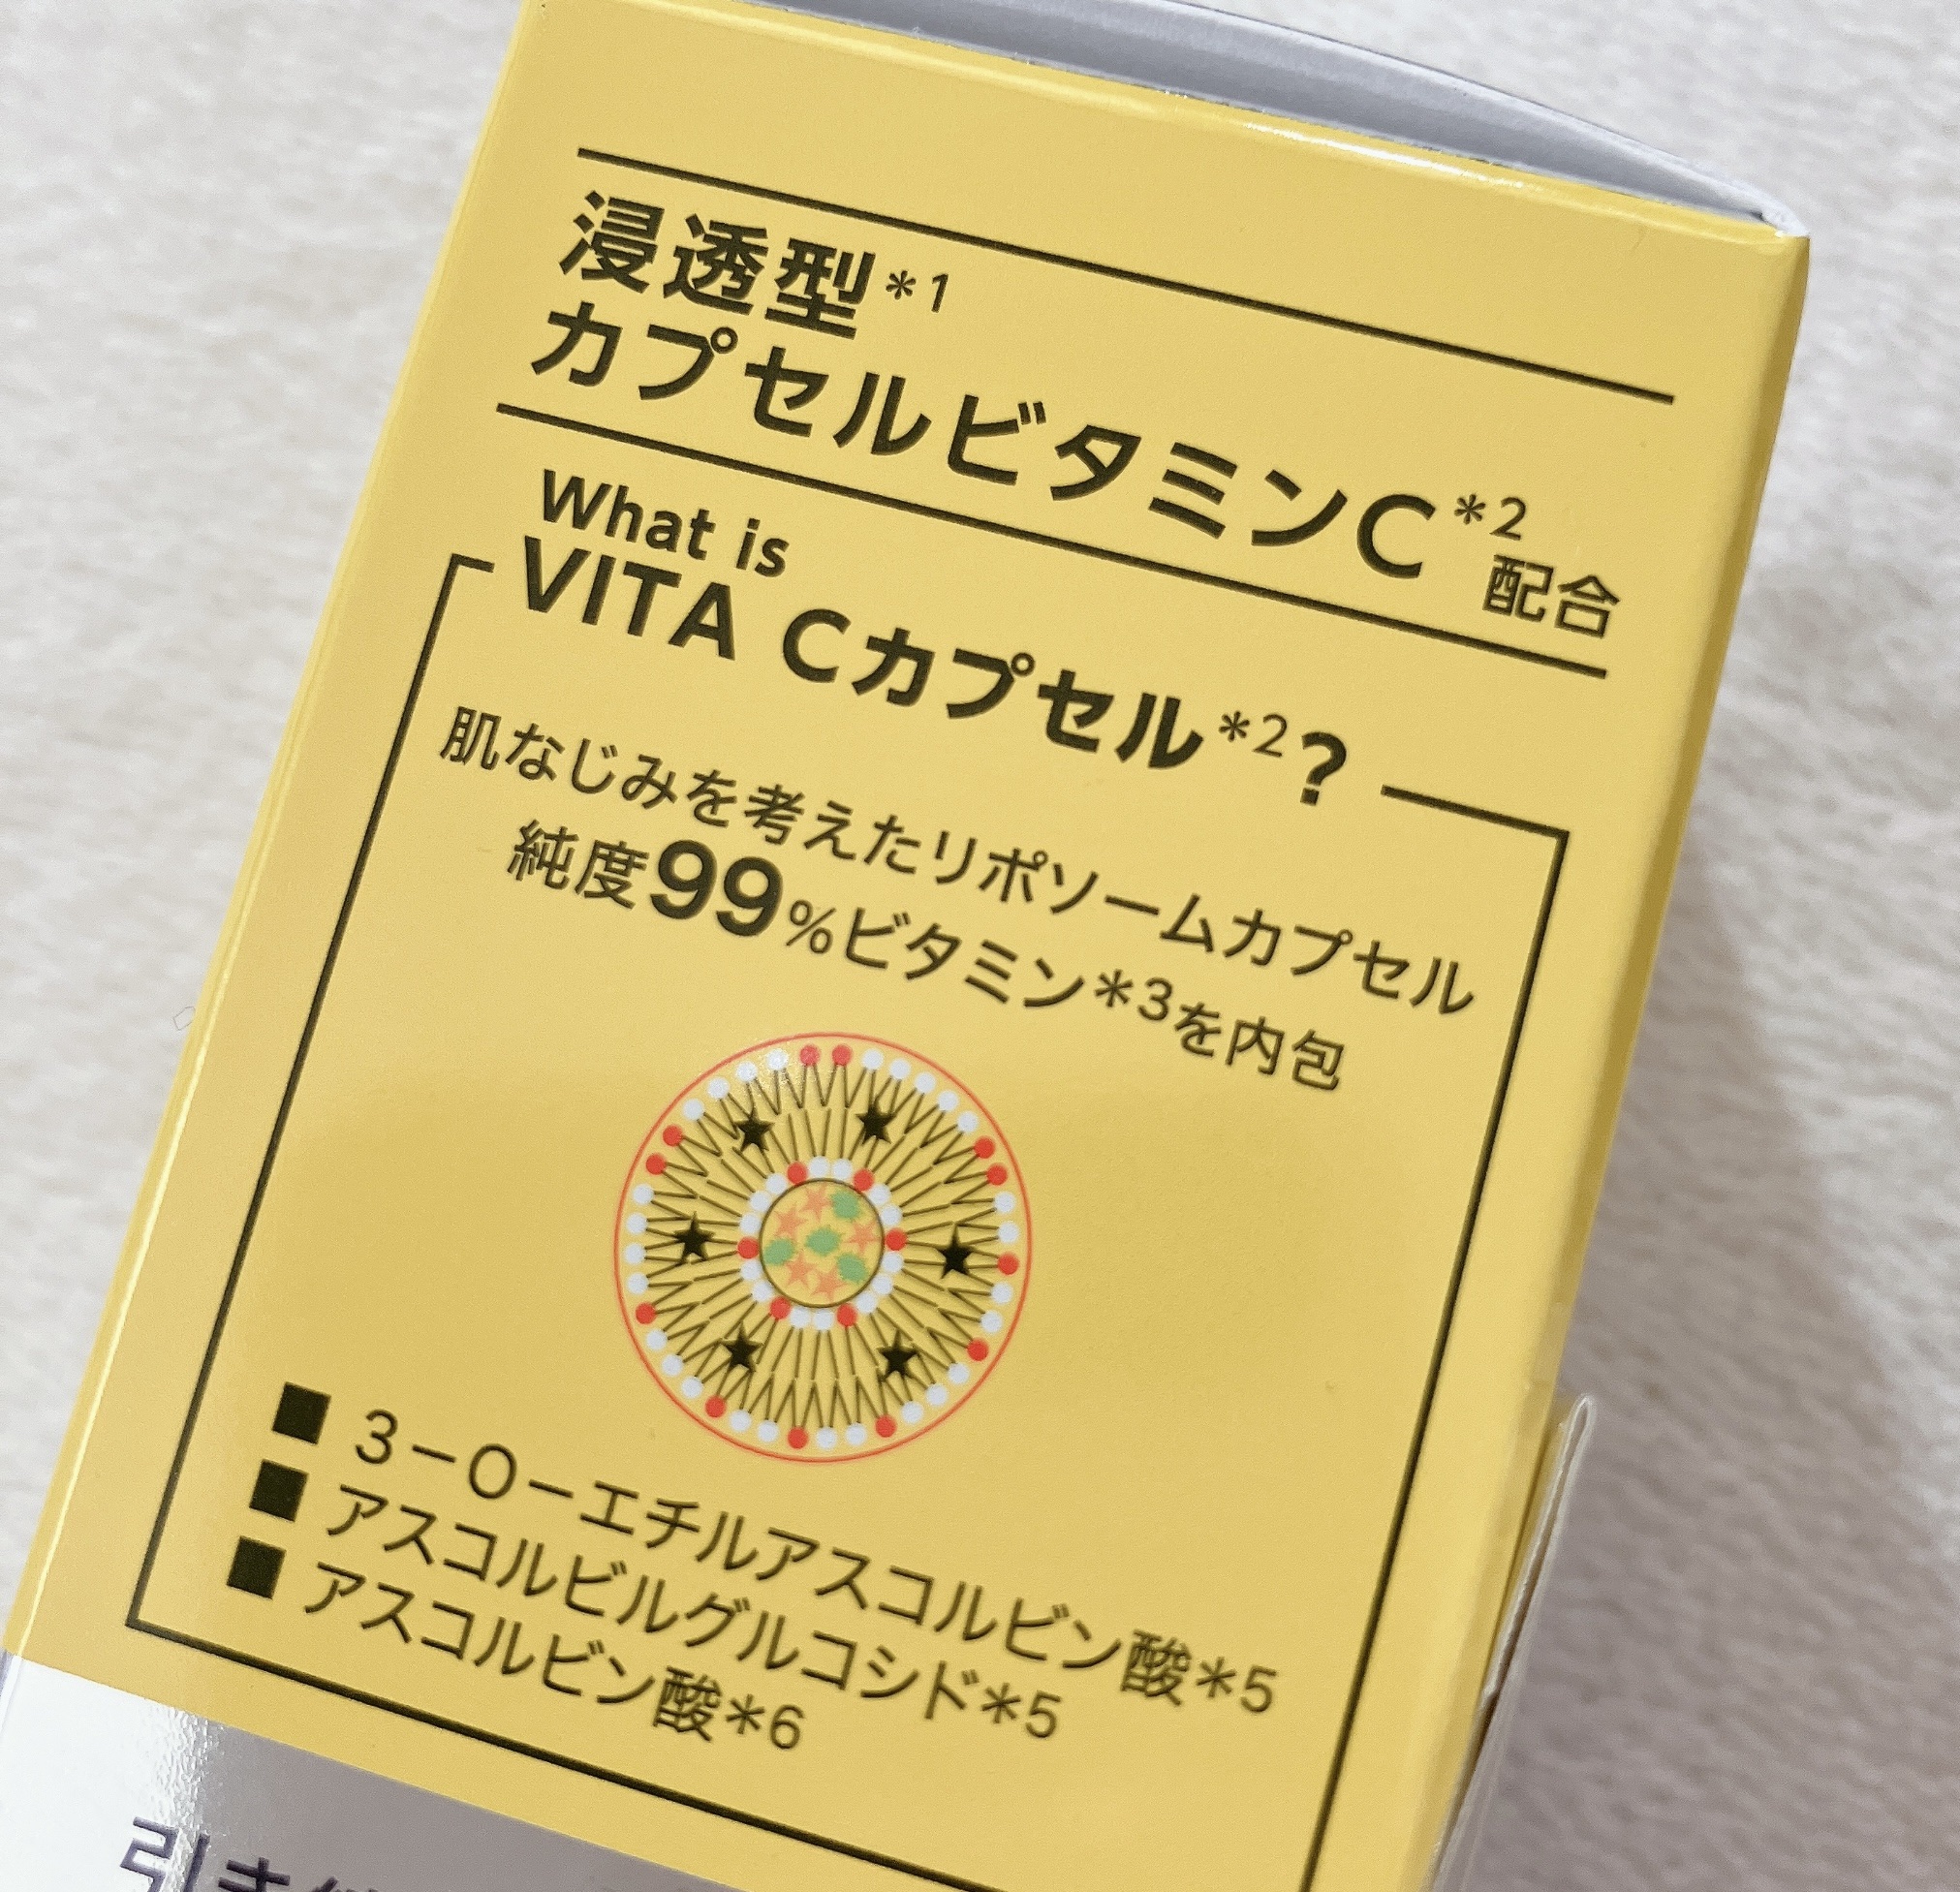 浸透型*1
カプセルビタミンC*2配合
What is
VITA Cカプセル*2?
肌なじみを考えたリポソームカプセル
純度99%ビタミン*3を内包
■ 3-O-エチルアスコルビン酸*5
■ アスコルビルグルコシド*5
■ アスコルビン酸*6
引き